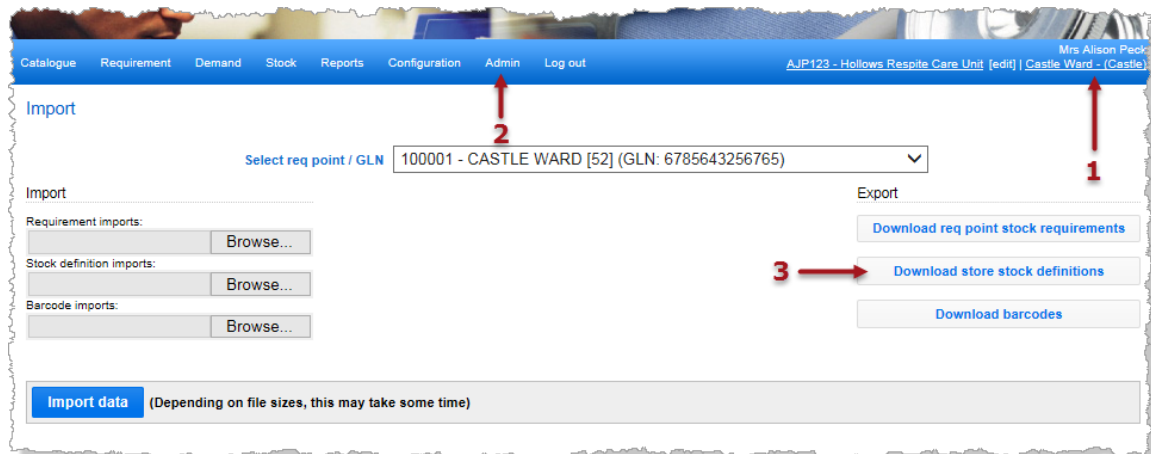 Mrs Alison Peck
Catalogue Requirement Demand Stock Reports Configuration Admin Log out AJP123 - Hollows Respite Care Unit [edit] | Castle Ward - (Castle)
Import
2
1
Select req point / GLN 100001 - CASTLE WARD [52] (GLN: 6785643256765)
Import
Export
Requirement imports:
Browse...
Download req point stock requirements
Stock definition imports:
Browse...
3 Download store stock definitions
Barcode imports:
Browse...
Download barcodes
Import data (Depending on file sizes, this may take some time)